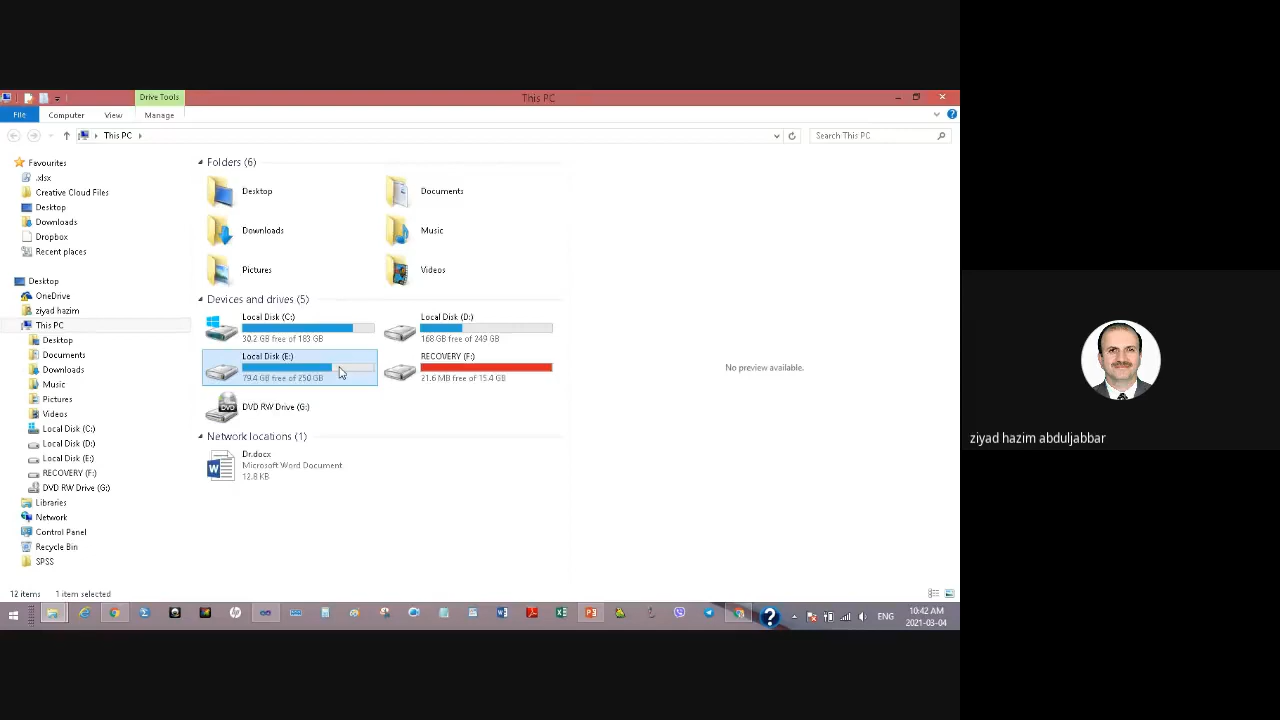 Drive Tools
This PC
File
Computer
View
Manage
This PC
Search This PC
Favourites
.xlsx
Creative Cloud Files
Desktop
Downloads
Dropbox
Recent places
Desktop
OneDrive
ziyad hazim
This PC
Desktop
Documents
Downloads
Music
Pictures
Videos
Local Disk (C:)
Local Disk (D:)
Local Disk (E:)
RECOVERY (F:)
DVD RW Drive (G:)
Libraries
Network
Control Panel
Recycle Bin
SPSS
Folders (6)
Desktop
Documents
Downloads
Music
Pictures
Videos
Devices and drives (5)
Local Disk (C:)
30.2 GB free of 183 GB
Local Disk (D:)
168 GB free of 249 GB
Local Disk (E:)
79.4 GB free of 250 GB
RECOVERY (F:)
21.6 MB free of 15.4 GB
DVD RW Drive (G:)
Network locations (1)
Dr.docx
Microsoft Word Document
12.8 KB
No preview available.
12 items
1 item selected
ENG
10:42 AM
2021-03-04
ziyad hazim abduljabbar